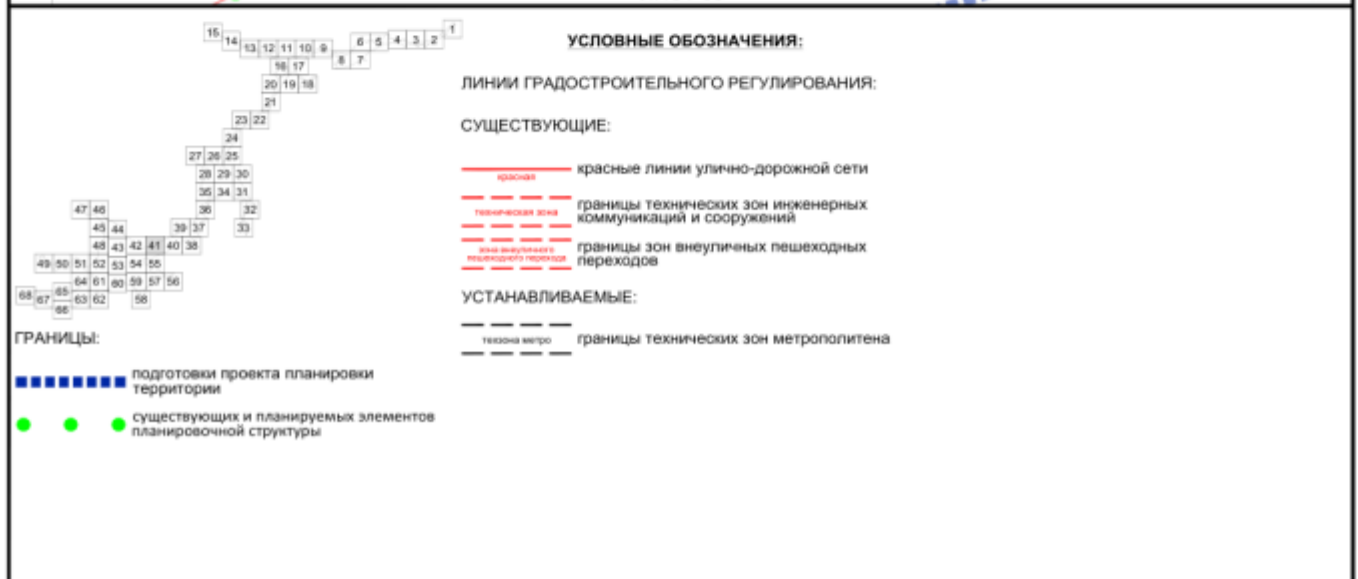 1
15
14 13 12 11 10 9 6 5 4 3 2
8 7
16 17
20 19 18
21
23 22
24
27 26 25
28 29 30
35 34 31
47 46 36 32
45 44 39 37 33
48 43 42 41 40 38
49 50 51 52 53 54 55
64 61 60 59 57 56
68 67 65 63 62 58
66
ГРАНИЦЫ:
подготовки проекта планировки
территории
существующих и планируемых элементов
планировочной структуры
УСЛОВНЫЕ ОБОЗНАЧЕНИЯ:
ЛИНИИ ГРАДОСТРОИТЕЛЬНОГО РЕГУЛИРОВАНИЯ:
СУЩЕСТВУЮЩИЕ:
красная
красные линии улично-дорожной сети
техническая зона
границы технических зон инженерных
коммуникаций и сооружений
зона внеуличного
пешеходного перехода
границы зон внеуличных пешеходных
переходов
УСТАНАВЛИВАЕМЫЕ:
техзона метро
границы технических зон метрополитена